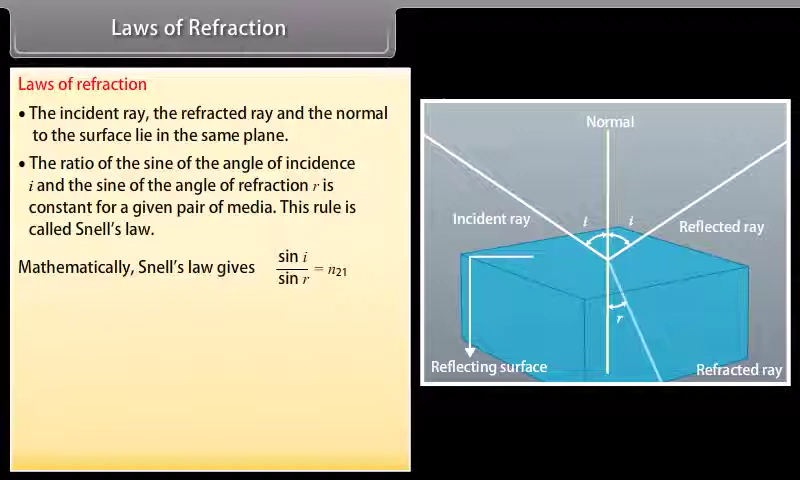 Laws of Refraction
Laws of refraction
• The incident ray, the refracted ray and the normal
to the surface lie in the same plane.
• The ratio of the sine of the angle of incidence
i and the sine of the angle of refraction r is
constant for a given pair of media. This rule is
called Snell's law.
Mathematically, Snell's law gives sin i / sin r = n21
Normal
Incident ray
i i
Reflected ray
r
Reflecting surface
Refracted ray